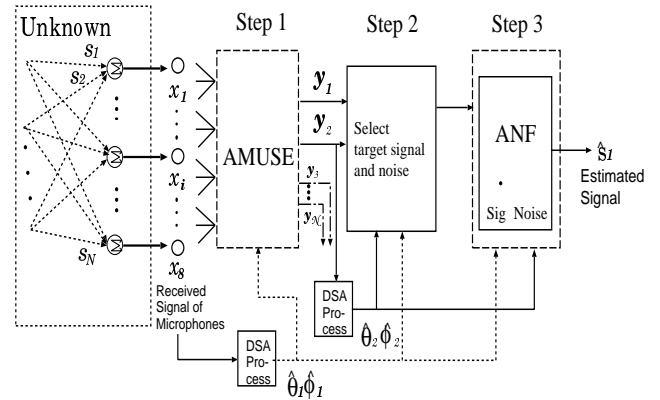 Unknown
Step 1
Step 2
Step 3
s1
s2
sN
Σ
Σ
Σ
x1
xi
x8
AMUSE
y1
y2
y3
yN
Select
target signal
and noise
ANF
Sig Noise
ŝ1
Estimated
Signal
Received
Signal of
Microphones
DSA
Pro-
cess
θ̂1 ϕ̂1
DSA
Pro-
cess
θ̂2 ϕ̂2